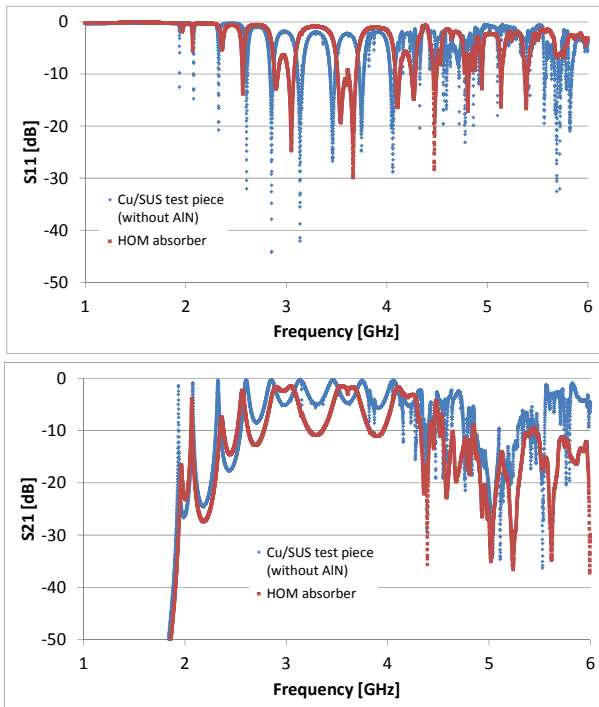 0
-10
-20
-30
-40
-50
S11 [dB]
Cu/SUS test piece
(without AlN)
HOM absorber
1 2 3 4 5 6
Frequency [GHz]
0
-10
-20
-30
-40
-50
S21 [dB]
Cu/SUS test piece
(without AlN)
HOM absorber
1 2 3 4 5 6
Frequency [GHz]